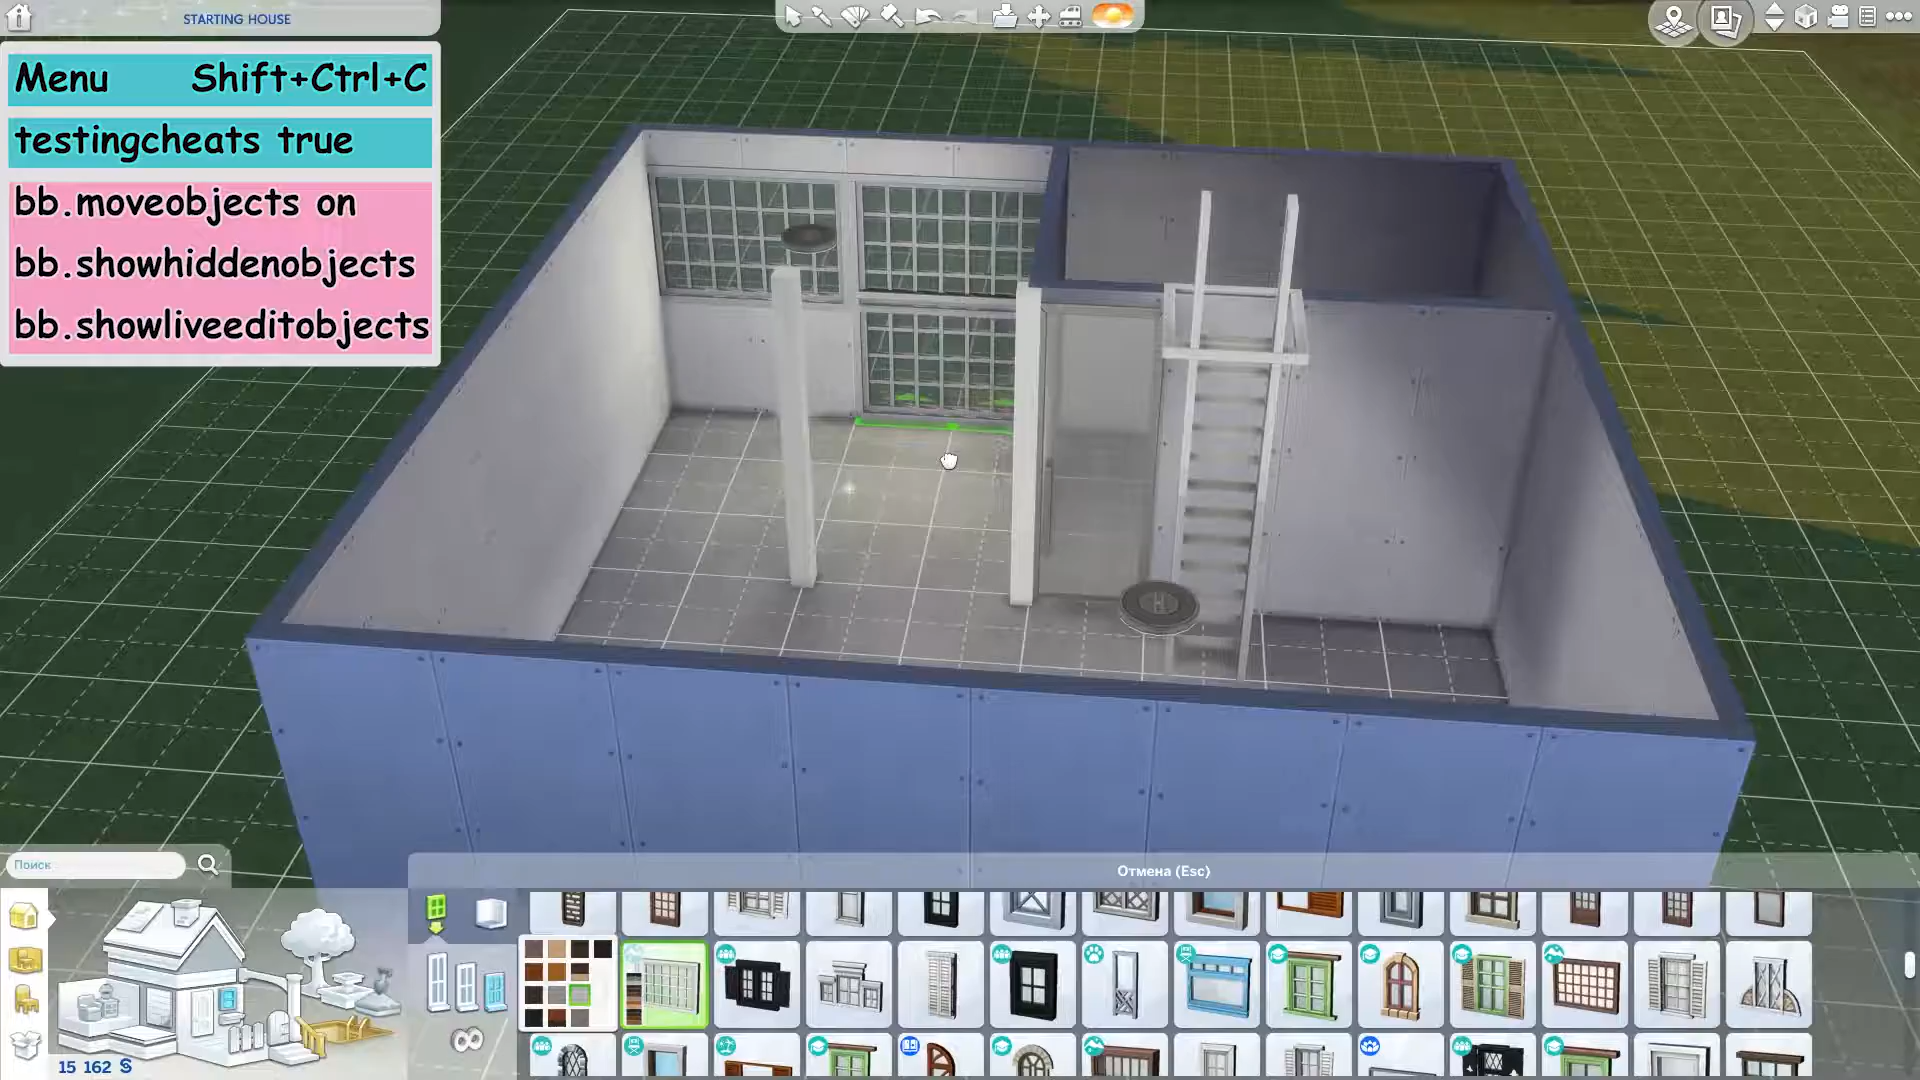 STARTING HOUSE
Menu Shift+Ctrl+C
testingcheats true
bb.moveobjects on
bb.showhiddenobjects
bb.showliveeditobjects
Отмена (Esc)
Поиск
15 162 S